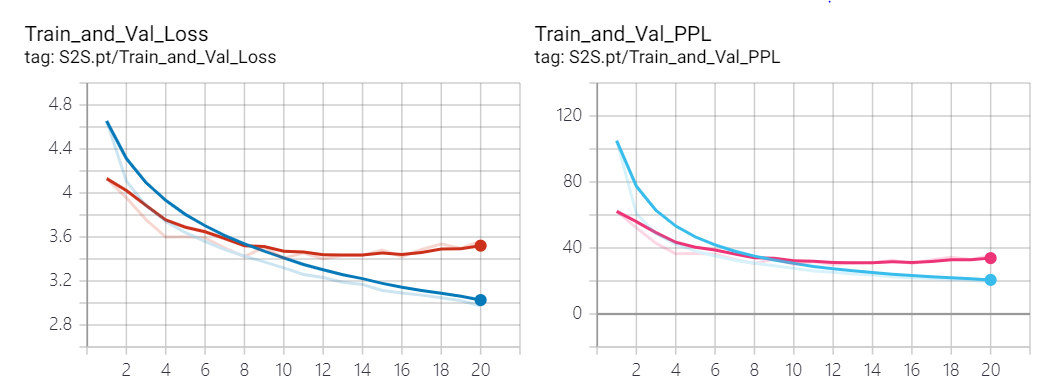 Train_and_Val_Loss
tag: S2S.pt/Train_and_Val_Loss
4.8
4.4
4
3.6
3.2
2.8
2 4 6 8 10 12 14 16 18 20
Train_and_Val_PPL
tag: S2S.pt/Train_and_Val_PPL
120
80
40
0
2 4 6 8 10 12 14 16 18 20